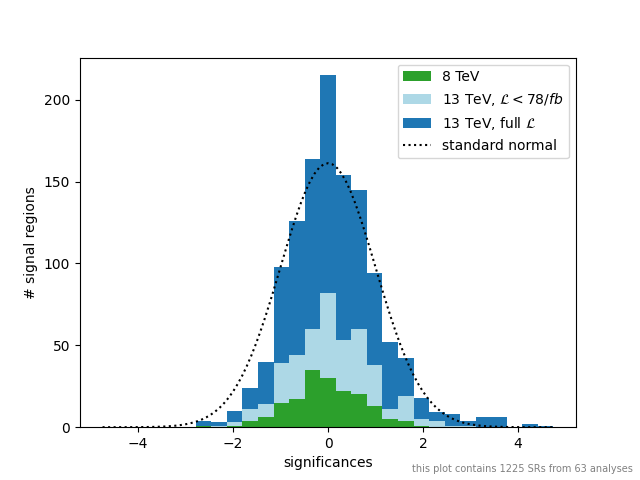 8 TeV
13 TeV, ℒ < 78/fb
13 TeV, full ℒ
standard normal
# signal regions
200
150
100
50
0
−4 −2 0 2 4
significances
this plot contains 1225 SRs from 63 analyses